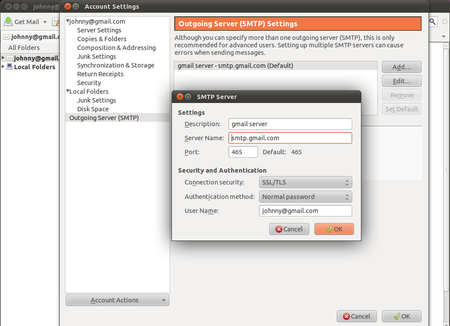 johnny@
Account Settings
Get Mail
johnny@gm
All Folders
johnny@gm
Local Folders
johnny@gmail.com
Server Settings
Copies & Folders
Composition & Addressing
Junk Settings
Synchronization & Storage
Return Receipts
Security
Local Folders
Junk Settings
Disk Space
Outgoing Server (SMTP)
Account Actions
Outgoing Server (SMTP) Settings
Although you can specify more than one outgoing server (SMTP), this is only
recommended for advanced users. Setting up multiple SMTP servers can cause
errors when sending messages.
gmail server - smtp.gmail.com (Default)
Add...
Edit...
Remove
Set Default
SMTP Server
Settings
Description: gmail server
Server Name: smtp.gmail.com
Port: 465 Default: 465
Security and Authentication
Connection security: SSL/TLS
Authentication method: Normal password
User Name: johnny@gmail.com
Cancel OK
Cancel OK